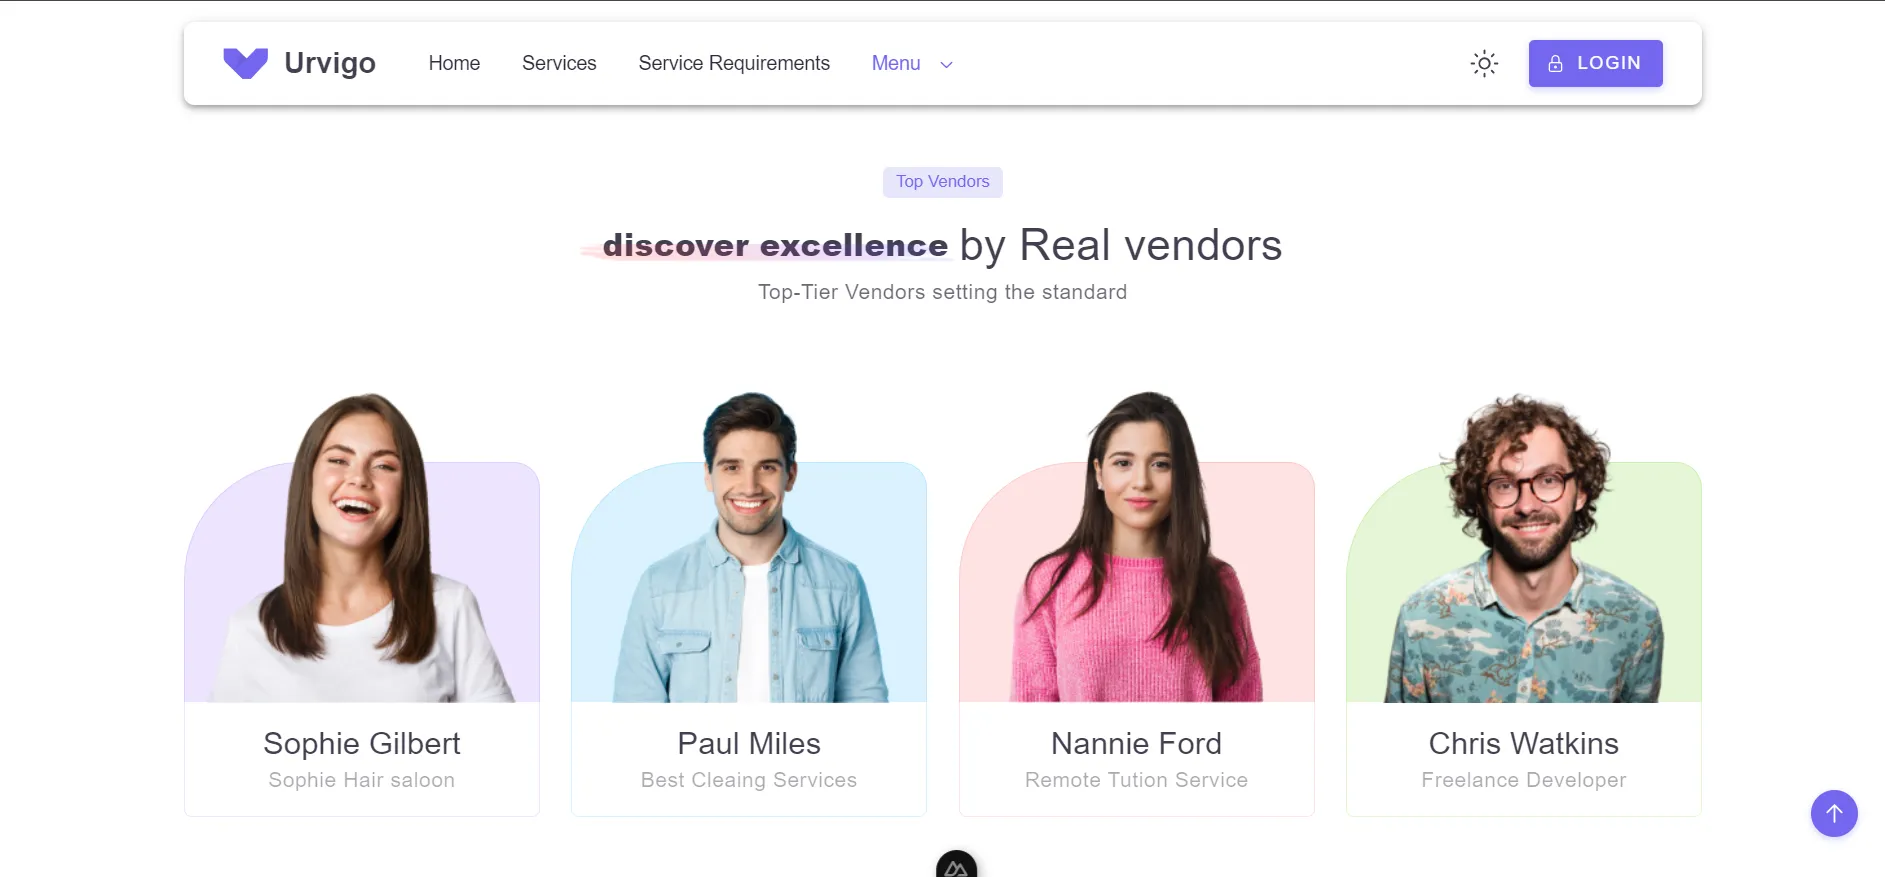 Urvigo Home Services Service Requirements Menu LOGIN
Top Vendors
discover excellence by Real vendors
Top-Tier Vendors setting the standard
Sophie Gilbert Paul Miles Nannie Ford Chris Watkins
Sophie Hair saloon Best Cleaing Services Remote Tution Service Freelance Developer